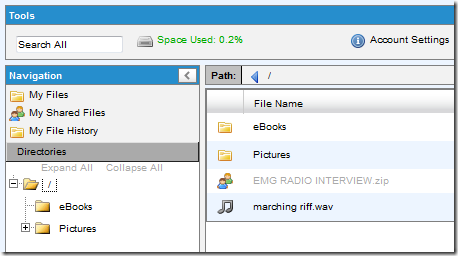 Tools
Search All
Space Used: 0.2%
Account Settings
Navigation
My Files
My Shared Files
My File History
Directories
Expand All Collapse All
/
eBooks
Pictures
Path: /
File Name
eBooks
Pictures
EMG RADIO INTERVIEW.zip
marching riff.wav